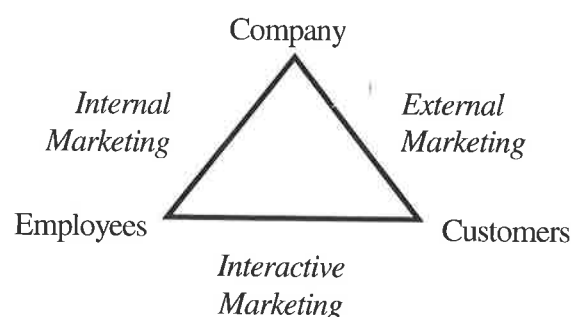 Company
Internal
Marketing
External
Marketing
Employees
Customers
Interactive
Marketing